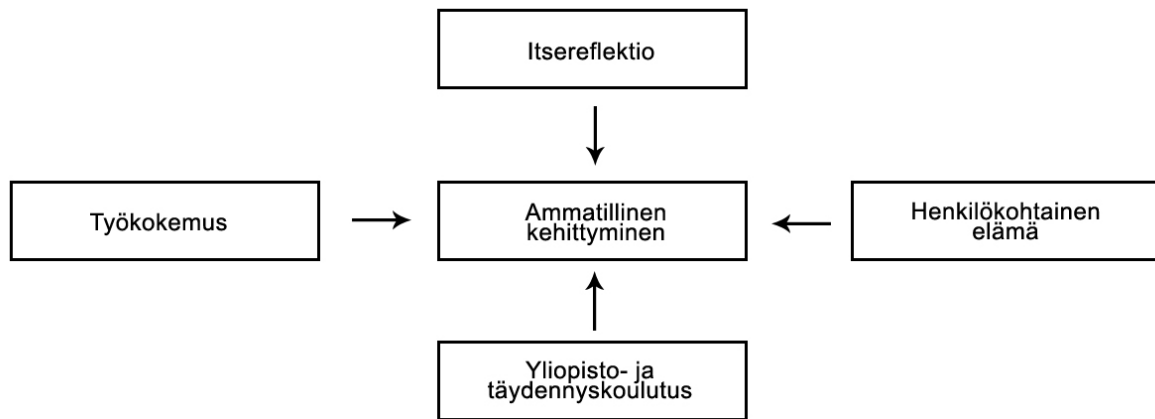 Itsereflektio
Työkokemus
Ammatillinen
kehittyminen
Henkilökohtainen
elämä
Yliopisto- ja
täydennyskoulutus